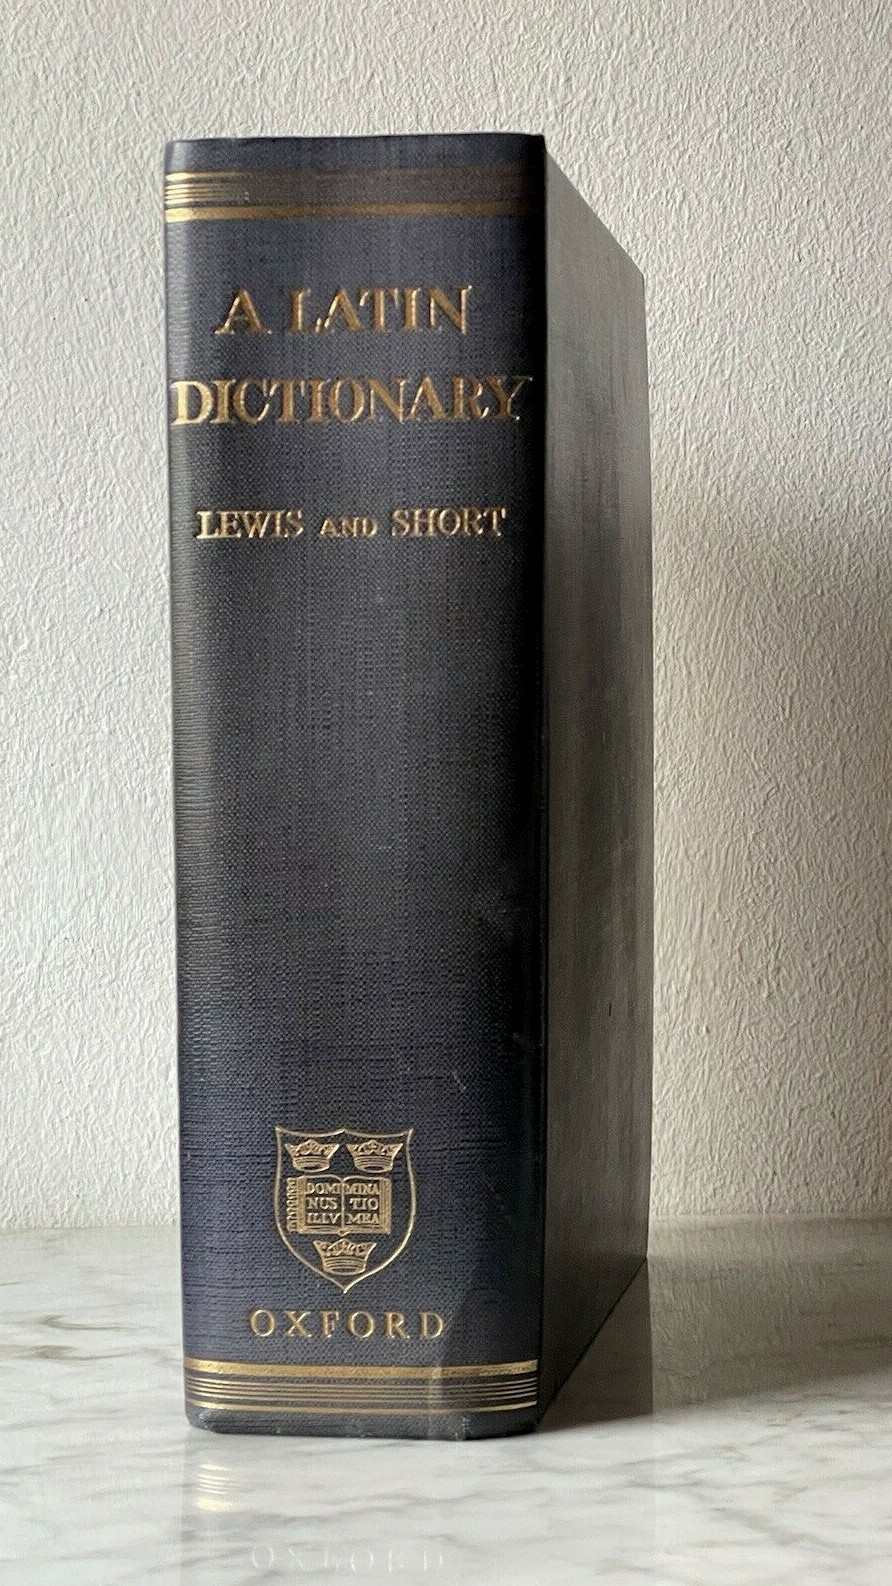 A LATIN
DICTIONARY
LEWIS AND SHORT
DOMI MINA
NUS TIO
ILLV MEA
OXFORD